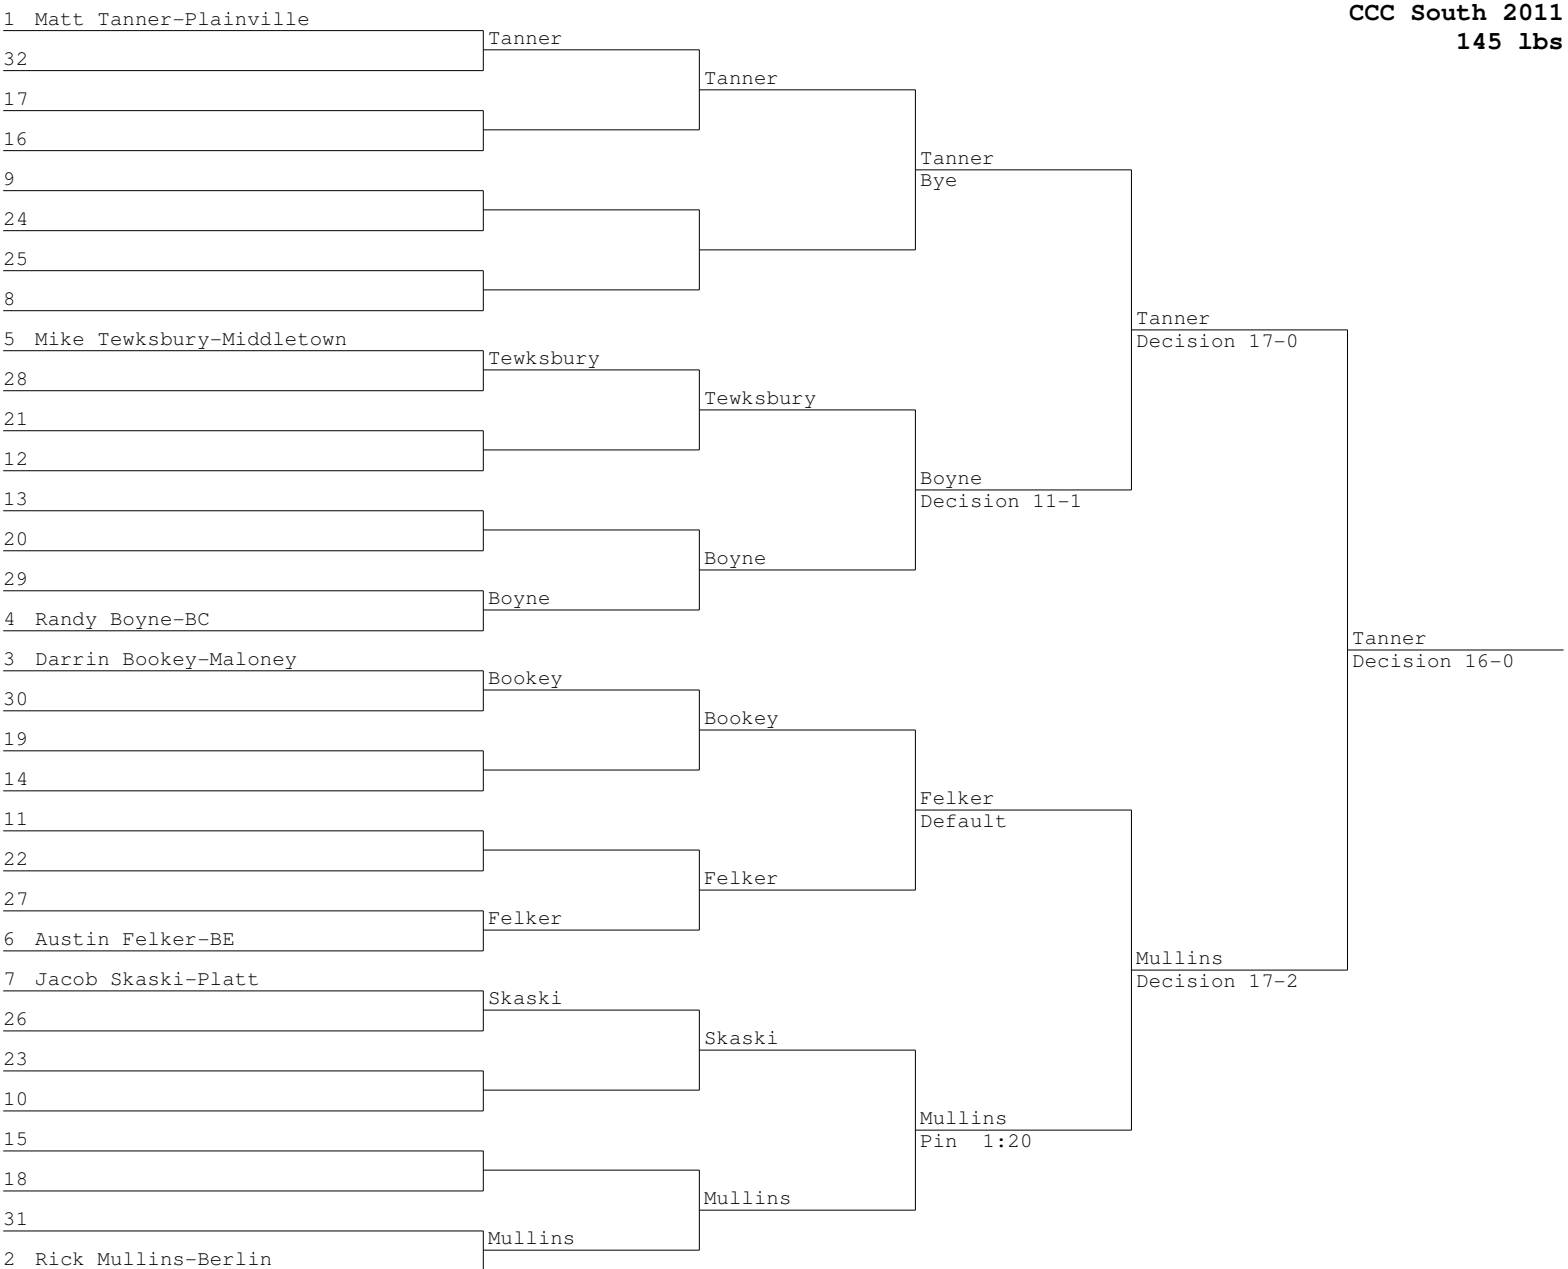 CCC South 2011
145 lbs
1 Matt Tanner-Plainville
32
17
16
9
24
25
8
5 Mike Tewksbury-Middletown
28
21
12
13
20
29
4 Randy Boyne-BC
3 Darrin Bookey-Maloney
30
19
14
11
22
27
6 Austin Felker-BE
7 Jacob Skaski-Platt
26
23
10
15
18
31
2 Rick Mullins-Berlin
Tanner
Tewksbury
Boyne
Bookey
Felker
Skaski
Mullins
Tanner
Tewksbury
Boyne
Bookey
Felker
Skaski
Mullins
Tanner
Bye
Boyne
Decision 11-1
Felker
Default
Mullins
Pin 1:20
Tanner
Decision 17-0
Mullins
Decision 17-2
Tanner
Decision 16-0